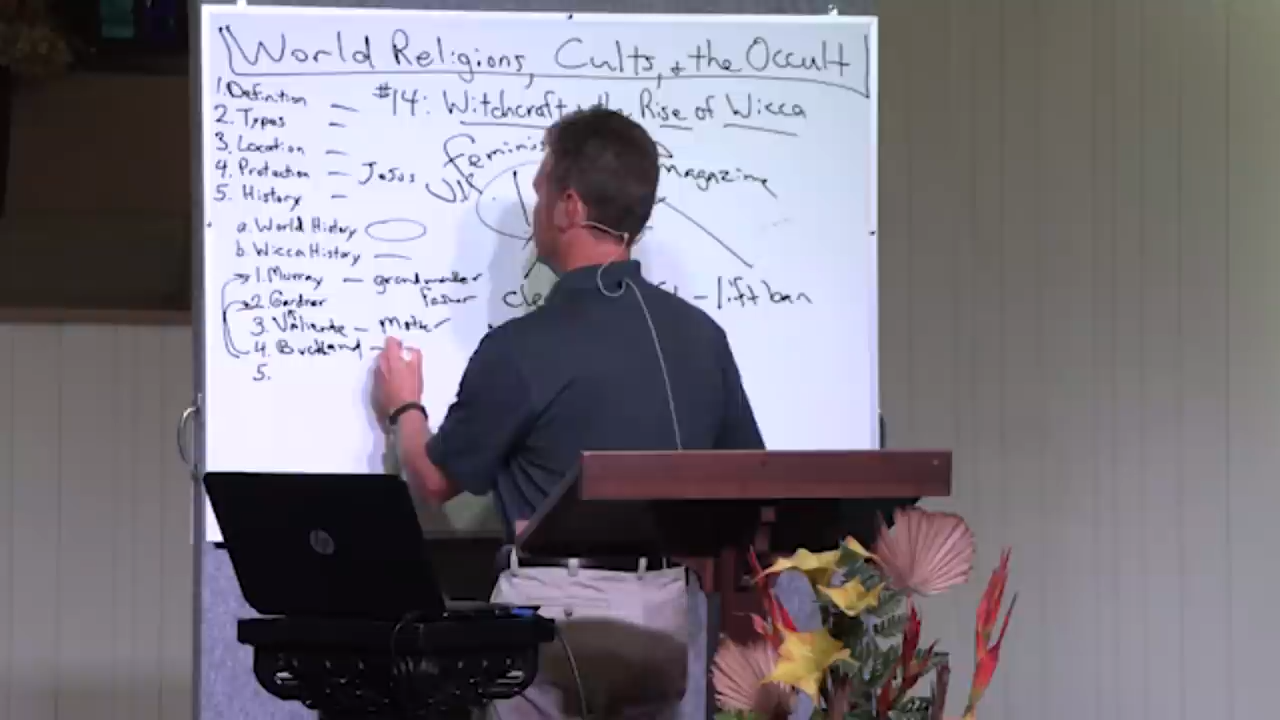 World Religions, Cults, + the Occult
#14: Witchcraft + the Rise of Wicca
1. Definition —
2. Types —
3. Location —
4. Protection — Jesus
5. History —
a. World History
b. Wicca History —
1. Murray — grandmother
2. Gardner father
3. Valiente — Mother
4. Buckland —
5.
feminis
magazine
- lift ban
hp